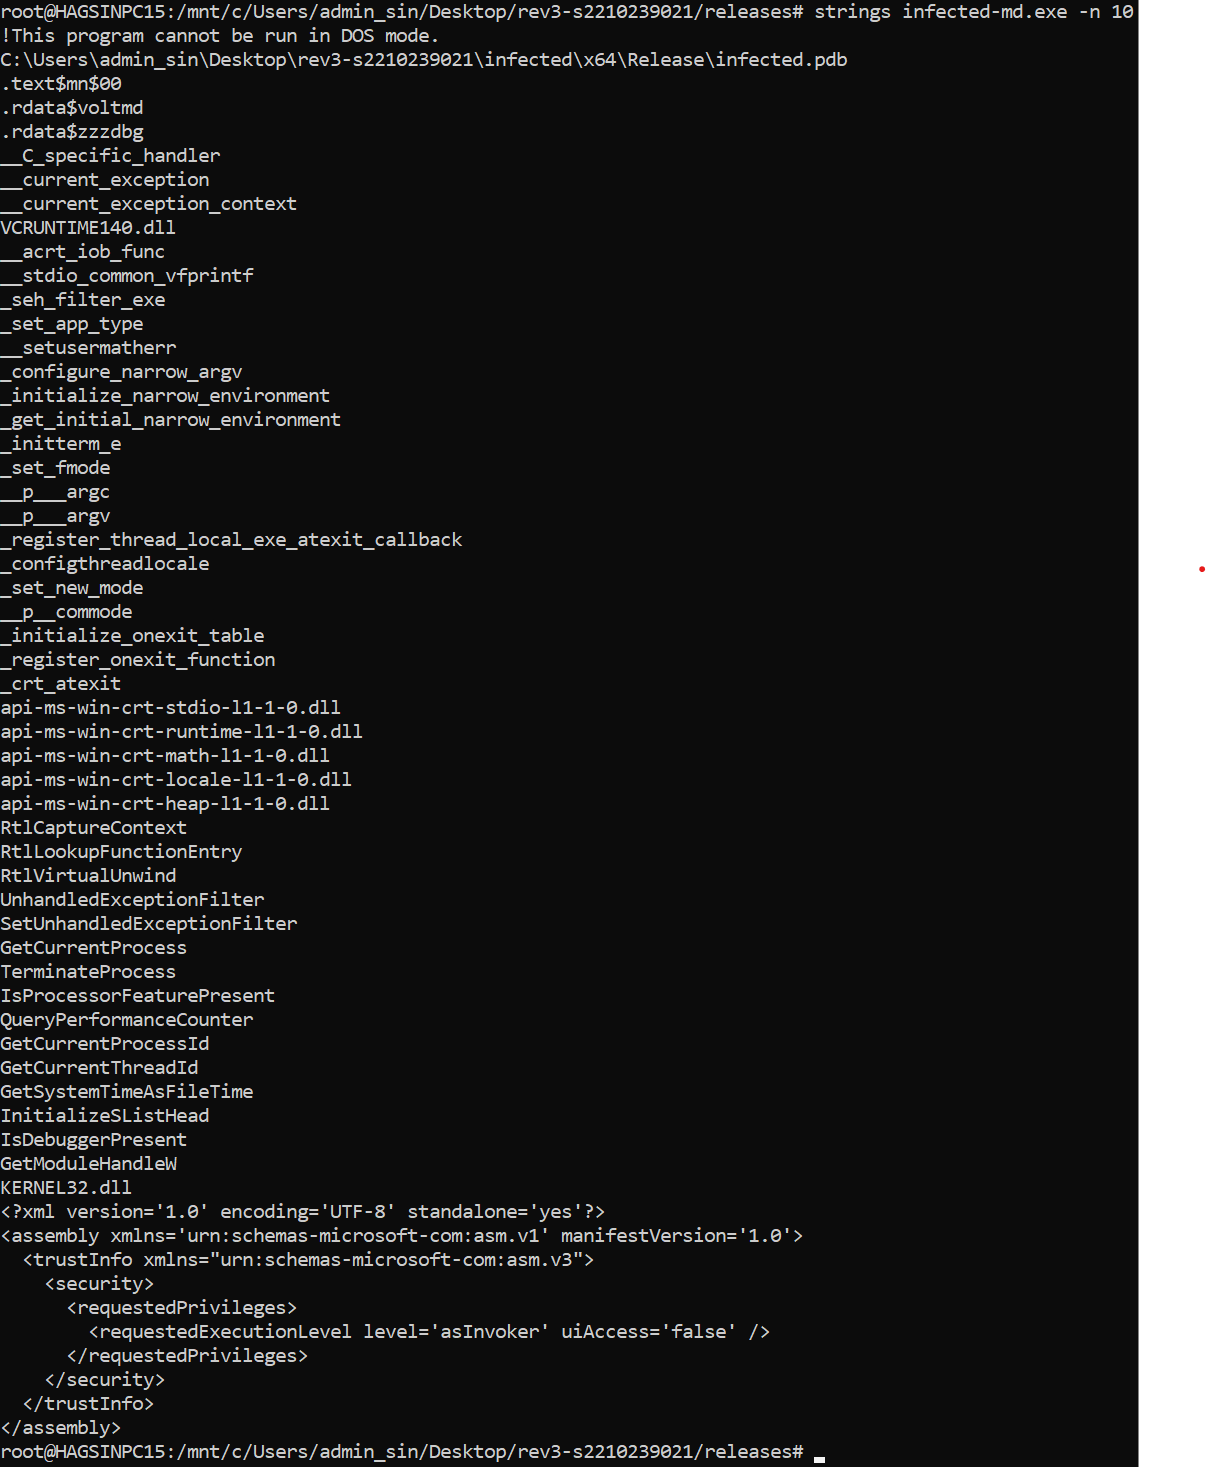 root@HAGSINPC15:/mnt/c/Users/admin_sin/Desktop/rev3-s2210239021/releases# strings infected-md.exe -n 10
!This program cannot be run in DOS mode.
C:\Users\admin_sin\Desktop\rev3-s2210239021\infected\x64\Release\infected.pdb
.text$mn$00
.rdata$voltmd
.rdata$zzzdbg
__C_specific_handler
__current_exception
__current_exception_context
VCRUNTIME140.dll
__acrt_iob_func
__stdio_common_vfprintf
_seh_filter_exe
_set_app_type
__setusermatherr
_configure_narrow_argv
_initialize_narrow_environment
_get_initial_narrow_environment
_initterm_e
_set_fmode
__p___argc
__p___argv
_register_thread_local_exe_atexit_callback
_configthreadlocale
_set_new_mode
__p__commode
_initialize_onexit_table
_register_onexit_function
_crt_atexit
api-ms-win-crt-stdio-l1-1-0.dll
api-ms-win-crt-runtime-l1-1-0.dll
api-ms-win-crt-math-l1-1-0.dll
api-ms-win-crt-locale-l1-1-0.dll
api-ms-win-crt-heap-l1-1-0.dll
RtlCaptureContext
RtlLookupFunctionEntry
RtlVirtualUnwind
UnhandledExceptionFilter
SetUnhandledExceptionFilter
GetCurrentProcess
TerminateProcess
IsProcessorFeaturePresent
QueryPerformanceCounter
GetCurrentProcessId
GetCurrentThreadId
GetSystemTimeAsFileTime
InitializeSListHead
IsDebuggerPresent
GetModuleHandleW
KERNEL32.dll
<?xml version='1.0' encoding='UTF-8' standalone='yes'?>
<assembly xmlns='urn:schemas-microsoft-com:asm.v1' manifestVersion='1.0'>
  <trustInfo xmlns="urn:schemas-microsoft-com:asm.v3">
    <security>
      <requestedPrivileges>
        <requestedExecutionLevel level='asInvoker' uiAccess='false' />
      </requestedPrivileges>
    </security>
  </trustInfo>
</assembly>
root@HAGSINPC15:/mnt/c/Users/admin_sin/Desktop/rev3-s2210239021/releases#